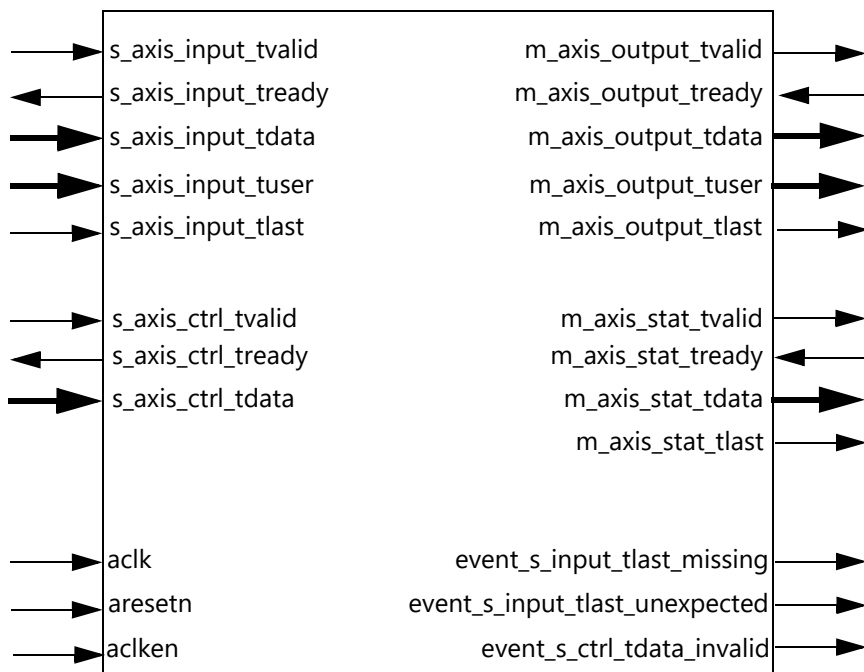 s_axis_input_tvalid
s_axis_input_tready
s_axis_input_tdata
s_axis_input_tuser
s_axis_input_tlast
s_axis_ctrl_tvalid
s_axis_ctrl_tready
s_axis_ctrl_tdata
aclk
aresetn
aclken
m_axis_output_tvalid
m_axis_output_tready
m_axis_output_tdata
m_axis_output_tuser
m_axis_output_tlast
m_axis_stat_tvalid
m_axis_stat_tready
m_axis_stat_tdata
m_axis_stat_tlast
event_s_input_tlast_missing
event_s_input_tlast_unexpected
event_s_ctrl_tdata_invalid